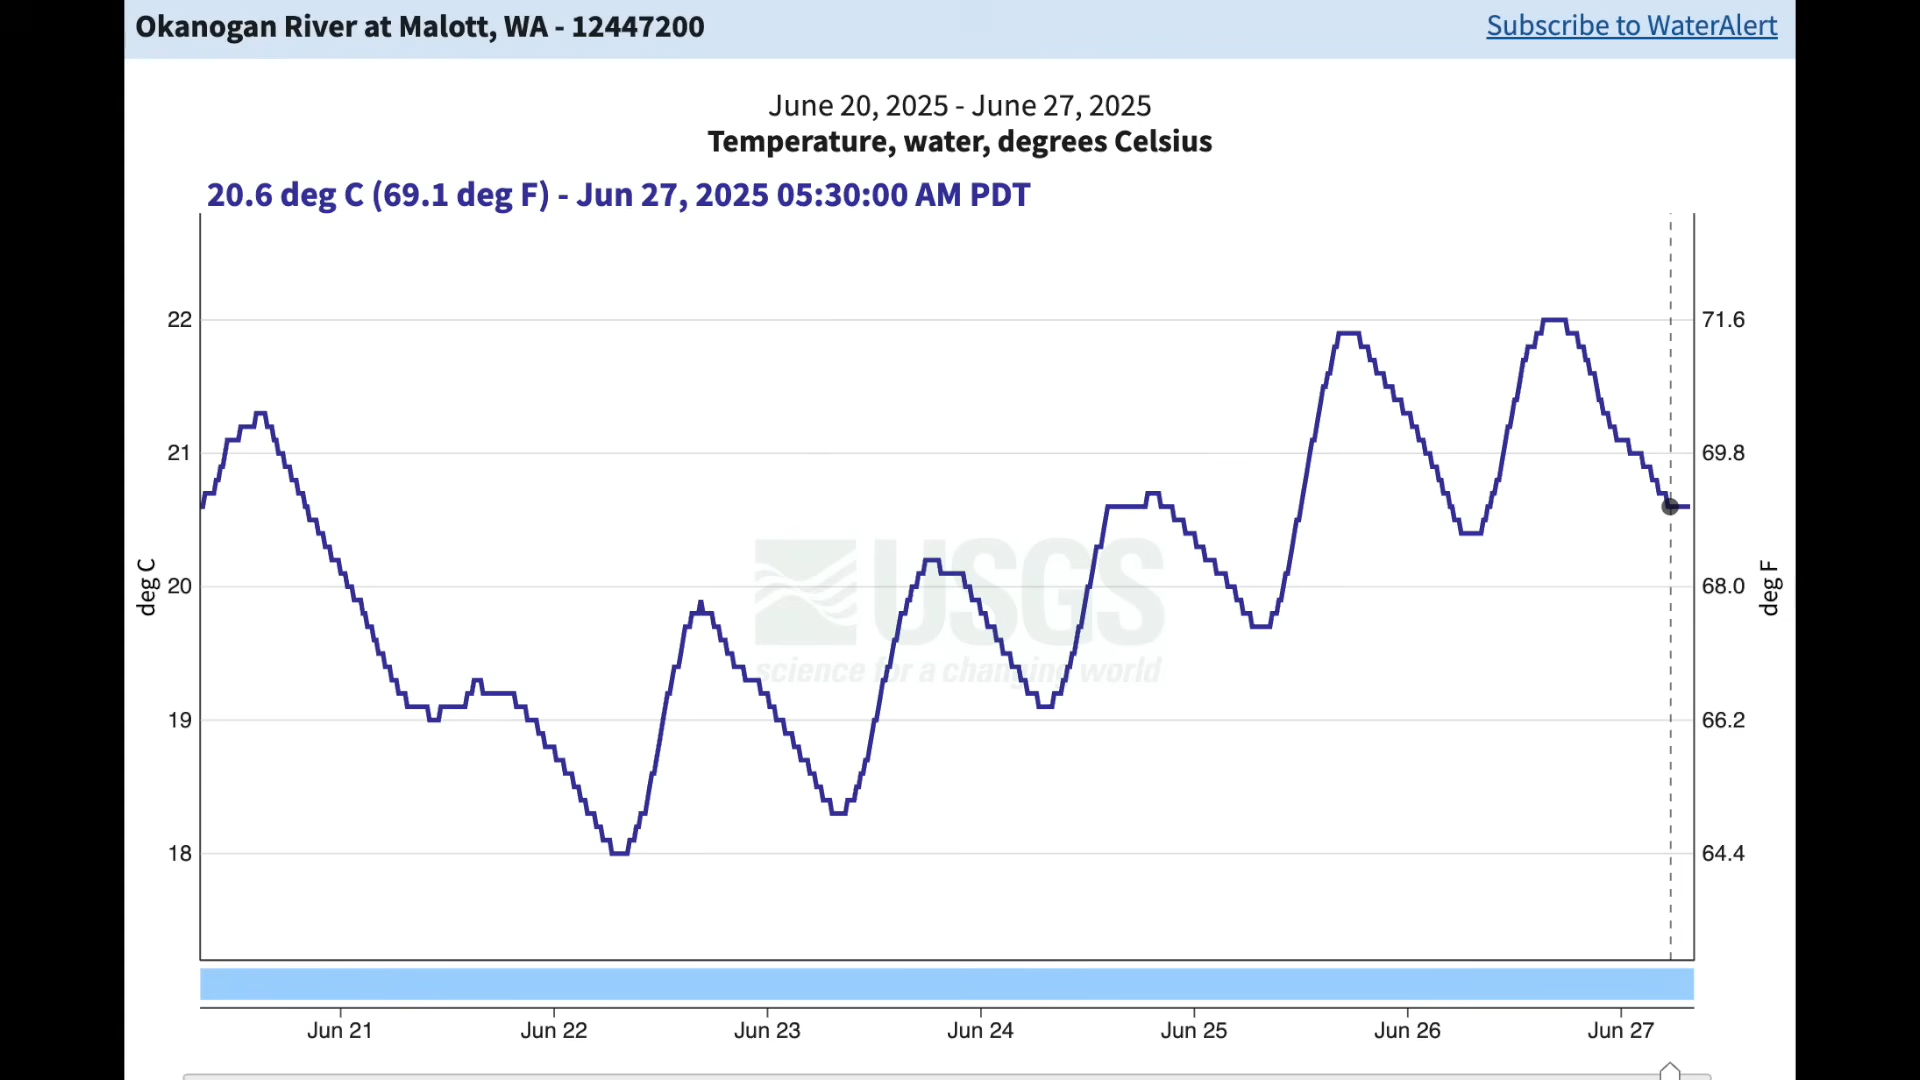 Okanogan River at Malott, WA - 12447200
Subscribe to WaterAlert
June 20, 2025 - June 27, 2025
Temperature, water, degrees Celsius
20.6 deg C (69.1 deg F) - Jun 27, 2025 05:30:00 AM PDT
22
71.6
21
69.8
20
68.0
19
66.2
18
64.4
deg C
deg F
USGS
science for a changing world
Jun 21
Jun 22
Jun 23
Jun 24
Jun 25
Jun 26
Jun 27